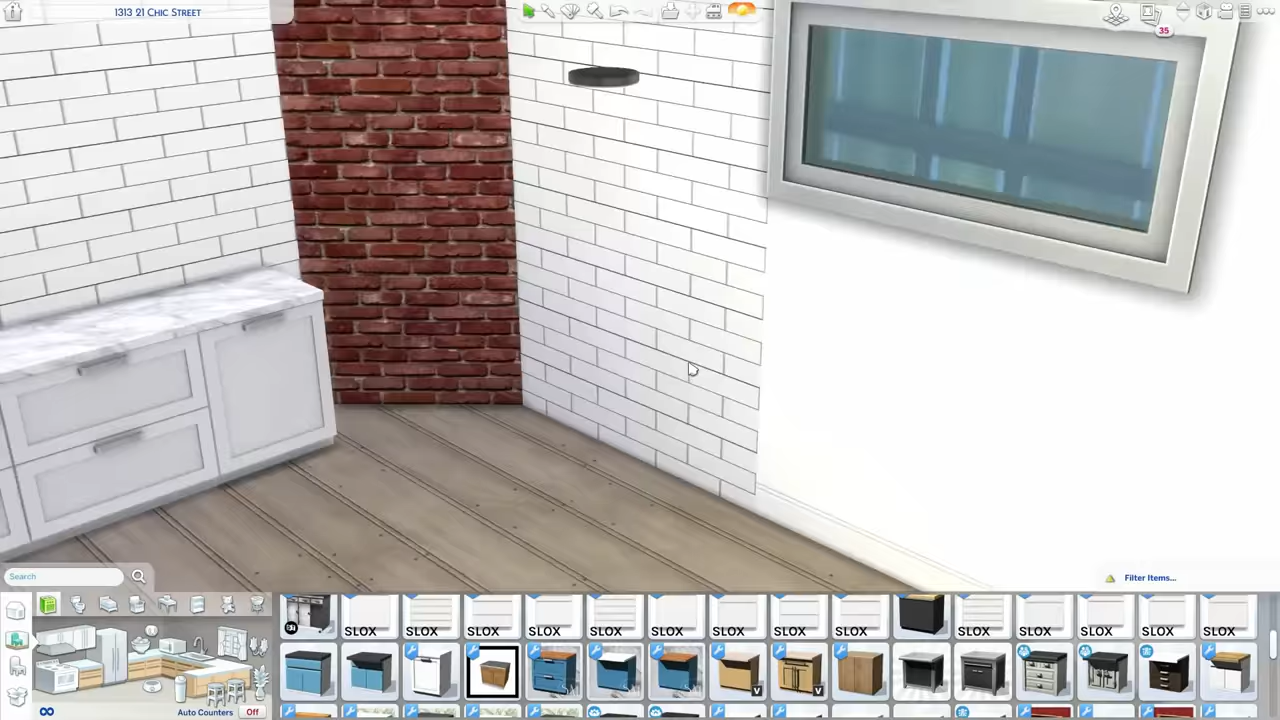 1313 21 CHIC STREET
35
Search
Filter Items...
SLOX SLOX SLOX SLOX SLOX SLOX SLOX SLOX SLOX SLOX SLOX SLOX SLOX SLOX
V V
Auto Counters Off